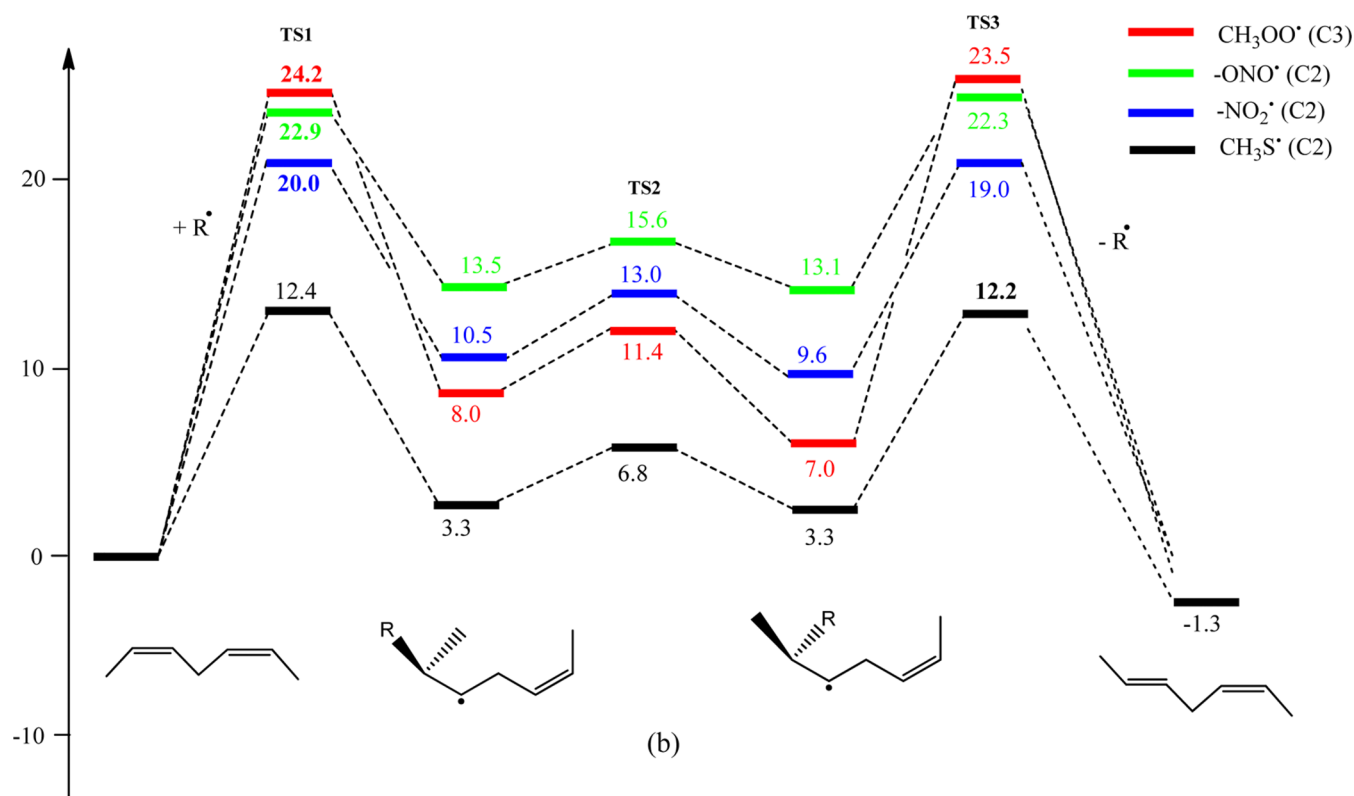 TS1
TS3
CH₃OO• (C3)
-ONO• (C2)
-NO₂• (C2)
CH₃S• (C2)
24.2
22.9
20.0
12.4
23.5
22.3
19.0
12.2
TS2
15.6
13.0
11.4
6.8
13.5
10.5
8.0
3.3
13.1
9.6
7.0
3.3
20
10
0
-10
+ R•
- R•
R
R
-1.3
(b)